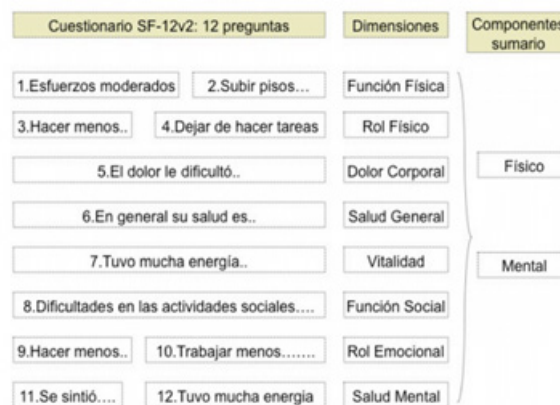 Cuestionario SF-12v2: 12 preguntas Dimensiones Componentes
sumario
1.Esfuerzos moderados 2.Subir pisos... Función Física
3.Hacer menos.. 4.Dejar de hacer tareas Rol Físico
5.El dolor le dificultó.. Dolor Corporal
Físico
6.En general su salud es.. Salud General
7.Tuvo mucha energía.. Vitalidad
Mental
8.Dificultades en las actividades sociales.... Función Social
9.Hacer menos.. 10.Trabajar menos....... Rol Emocional
11.Se sintió.... 12.Tuvo mucha energia Salud Mental